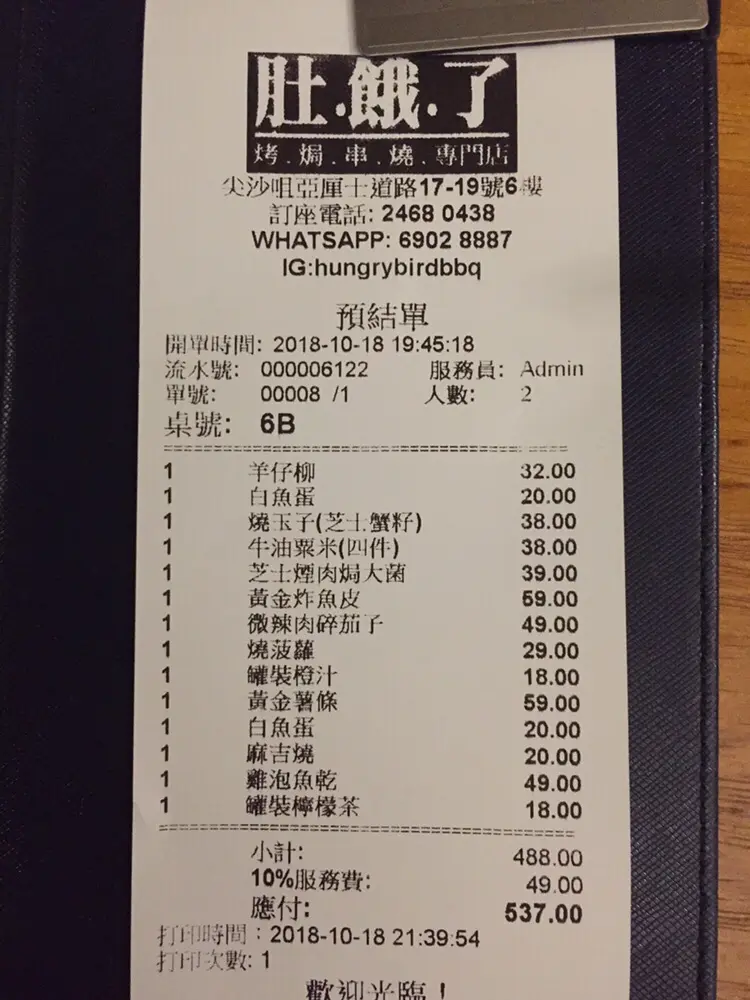 肚.餓.了
烤.焗.串.燒.專門店
尖沙咀亞厘士道路17-19號6樓
訂座電話: 2468 0438
WHATSAPP: 6902 8887
IG:hungrybirdbbq
預結單
開單時間: 2018-10-18 19:45:18
流水號: 000006122 服務員: Admin
單號: 00008 /1 人數: 2
桌號: 6B
1 羊仔柳 32.00
1 白魚蛋 20.00
1 燒玉子(芝士蟹籽) 38.00
1 牛油粟米(四件) 38.00
1 芝士煙肉焗大菌 39.00
1 黃金炸魚皮 59.00
1 微辣肉碎茄子 49.00
1 燒菠蘿 29.00
1 罐裝橙汁 18.00
1 黃金薯條 59.00
1 白魚蛋 20.00
1 麻吉燒 20.00
1 雞泡魚乾 49.00
1 罐裝檸檬茶 18.00
小計: 488.00
10%服務費: 49.00
應付: 537.00
打印時間：2018-10-18 21:39:54
打印次數: 1
歡迎光臨！